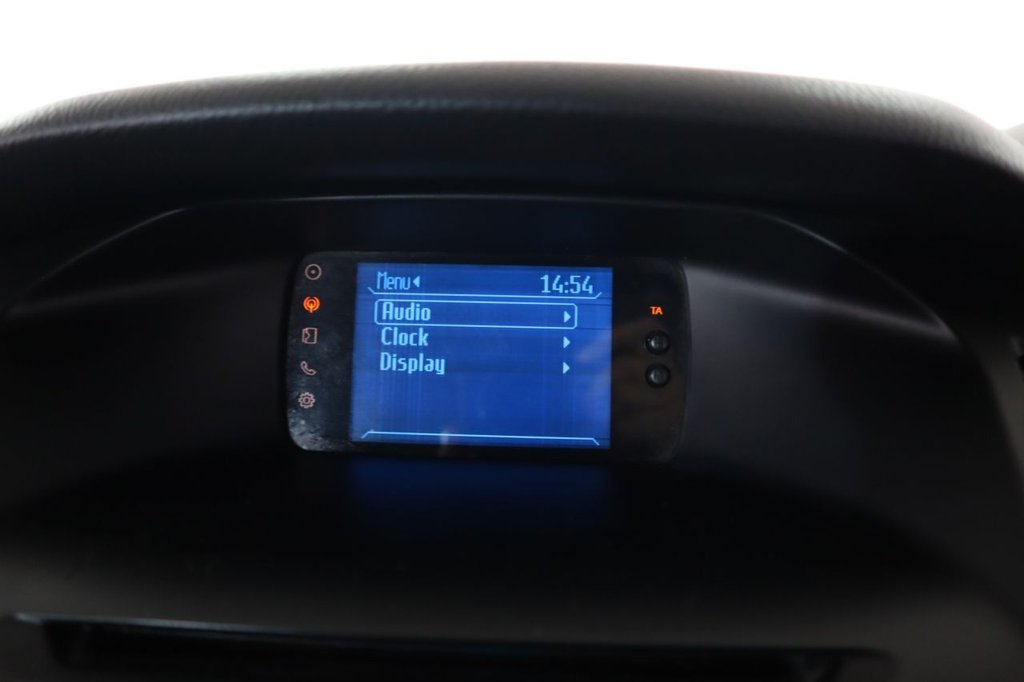 Menu 14:54
Audio
Clock
Display
TA